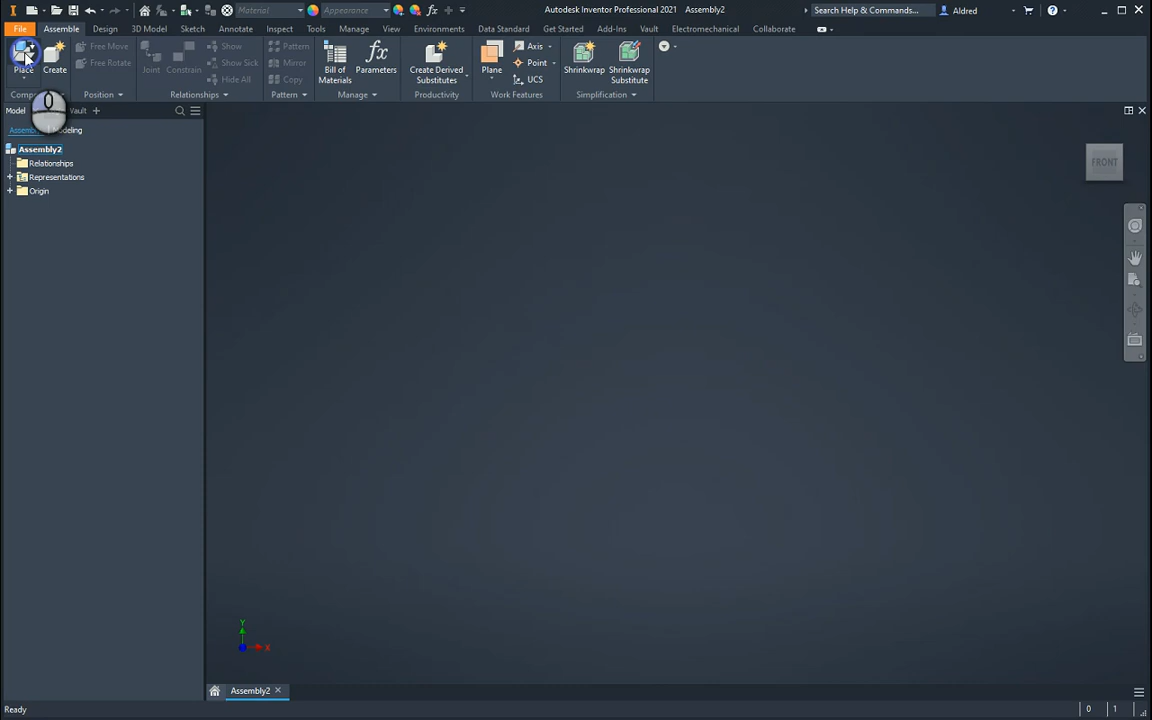 Material
Appearance
Autodesk Inventor Professional 2021 Assembly2
Search Help & Commands...
Aldred
File Assemble Design 3D Model Sketch Annotate Inspect Tools Manage View Environments Data Standard Get Started Add-Ins Vault Electromechanical Collaborate
Place
Create
Free Move
Free Rotate
Position
Joint
Constrain
Show
Show Sick
Hide All
Relationships
Pattern
Mirror
Copy
Pattern
Bill of
Materials
Parameters
Manage
Create Derived
Substitutes
Productivity
Plane
Axis
Point
UCS
Work Features
Shrinkwrap
Shrinkwrap
Substitute
Simplification
Model
Vault
Assembly2
Relationships
Representations
Origin
FRONT
Y
X
Assembly2
Ready
0 1